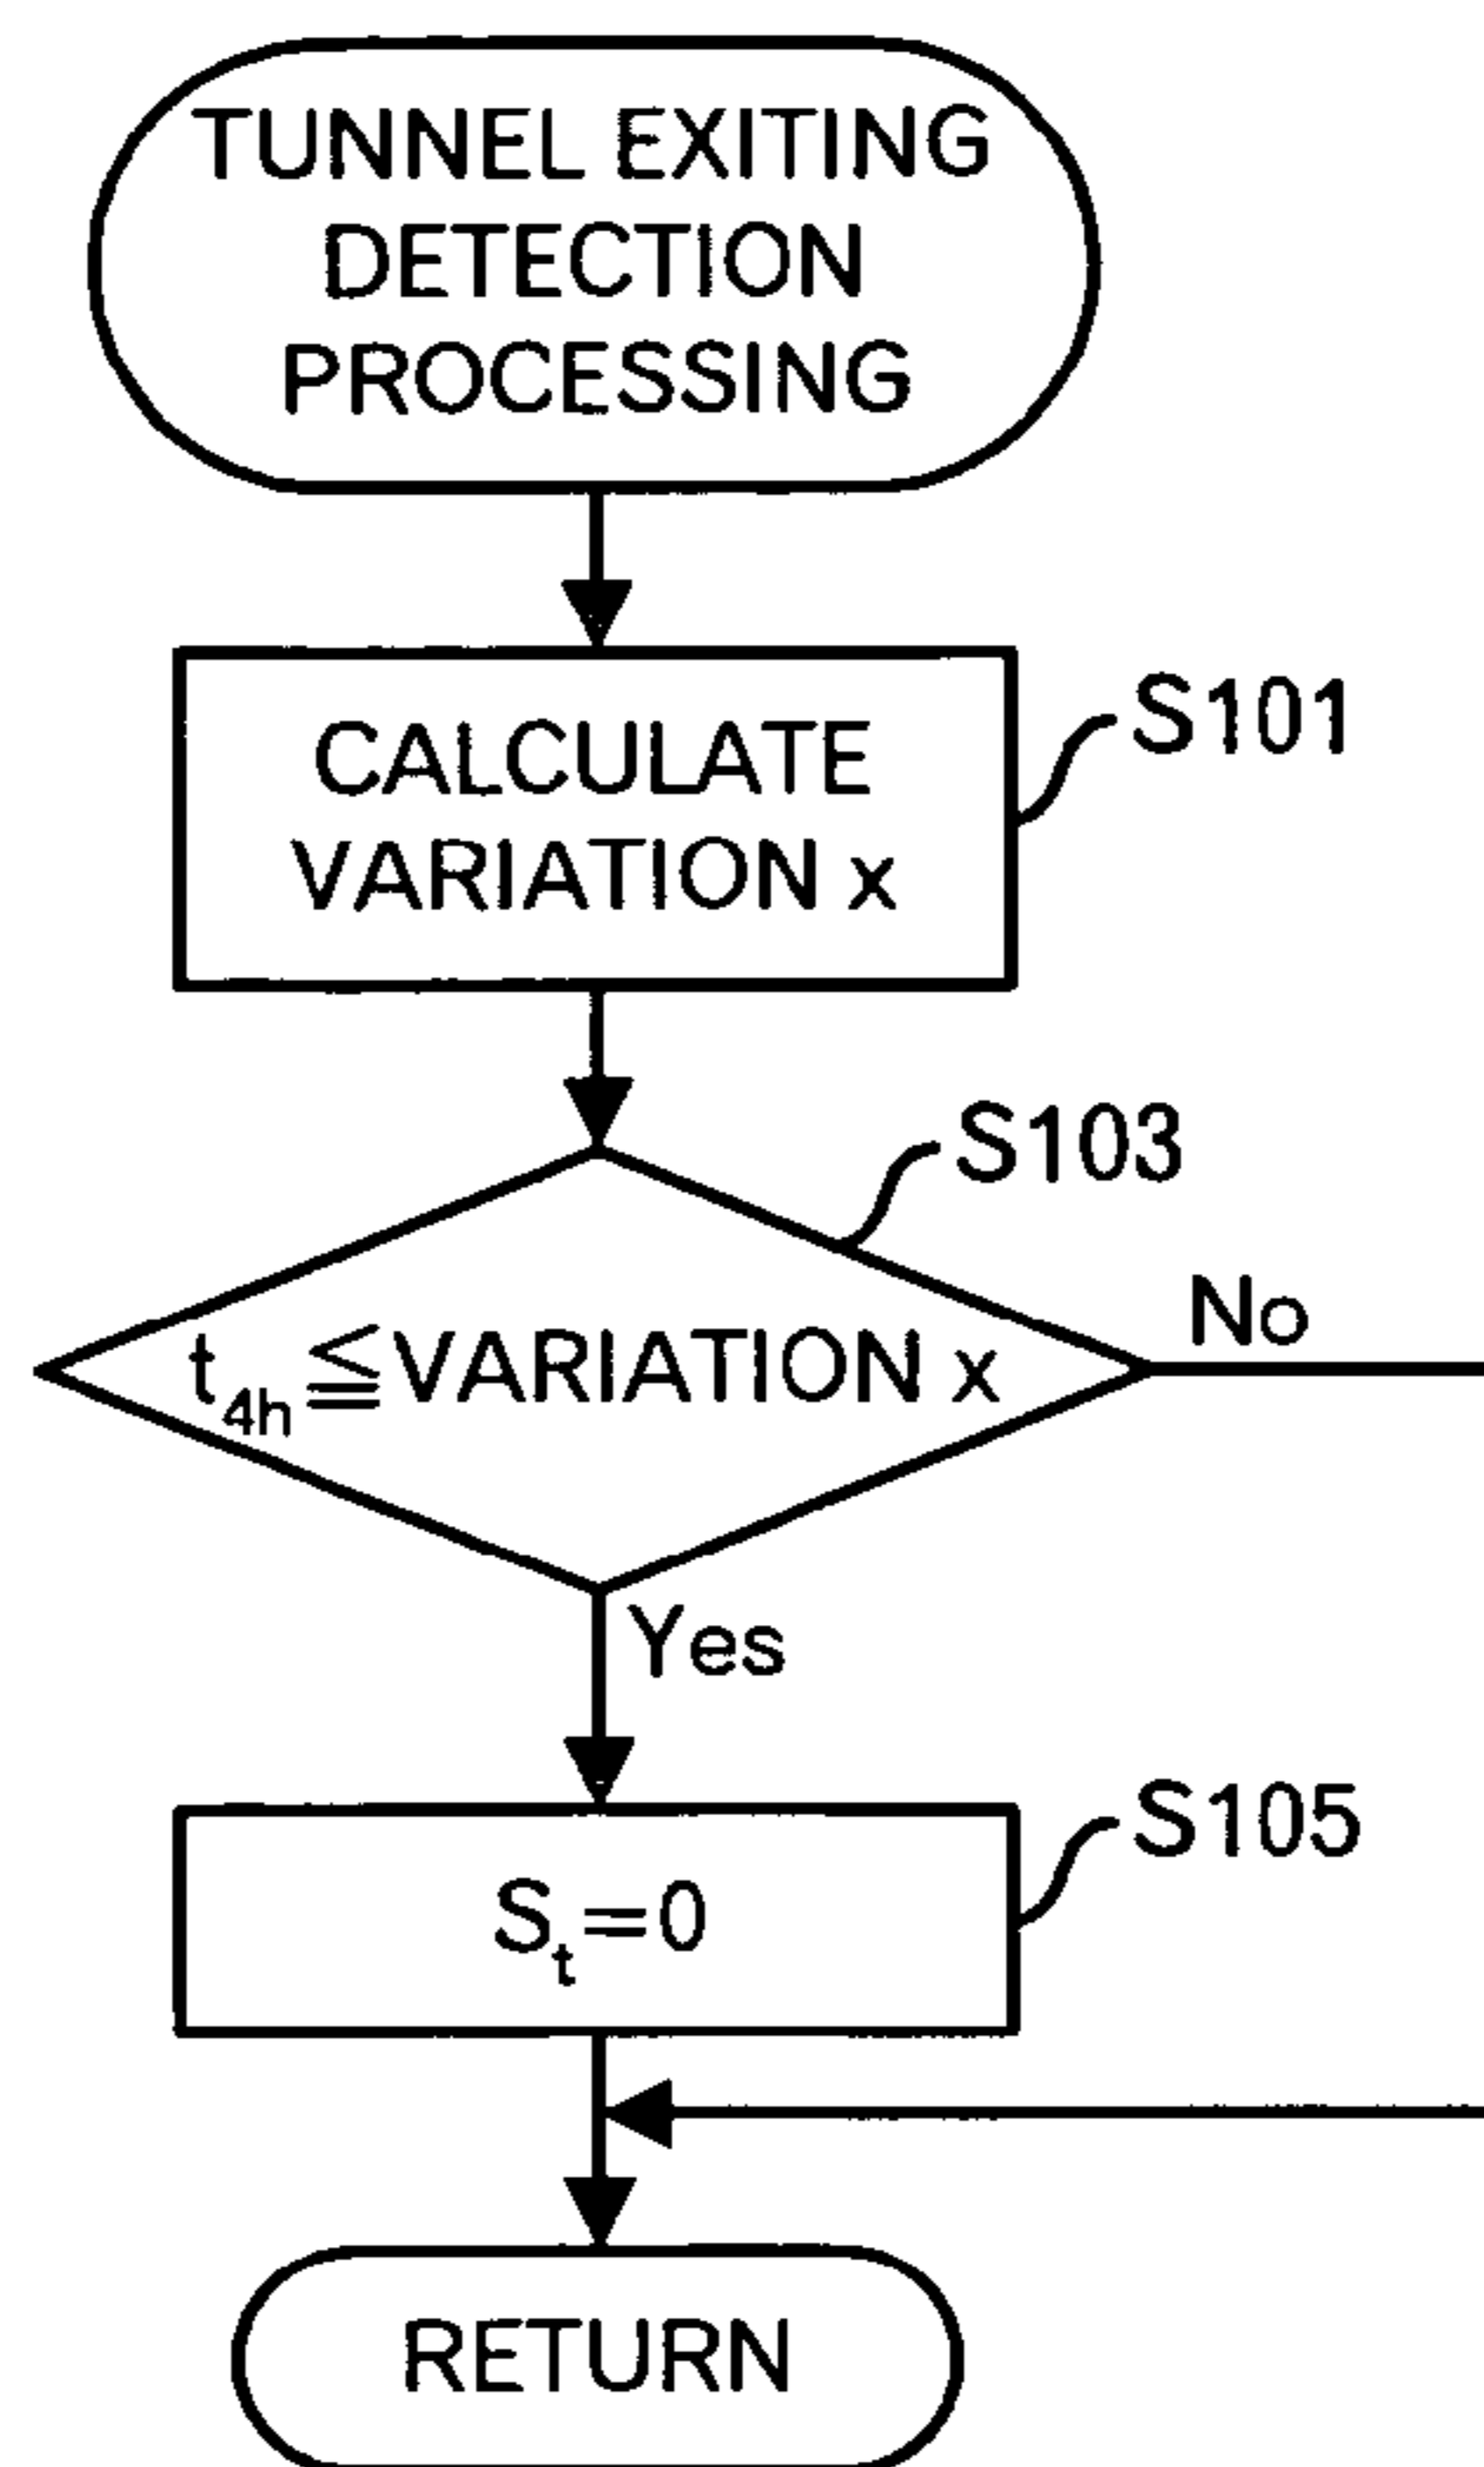 TUNNEL EXITING
DETECTION
PROCESSING
CALCULATE
VARIATION x
S101
S103
t4h≦VARIATION x
No
Yes
St=0
S105
RETURN